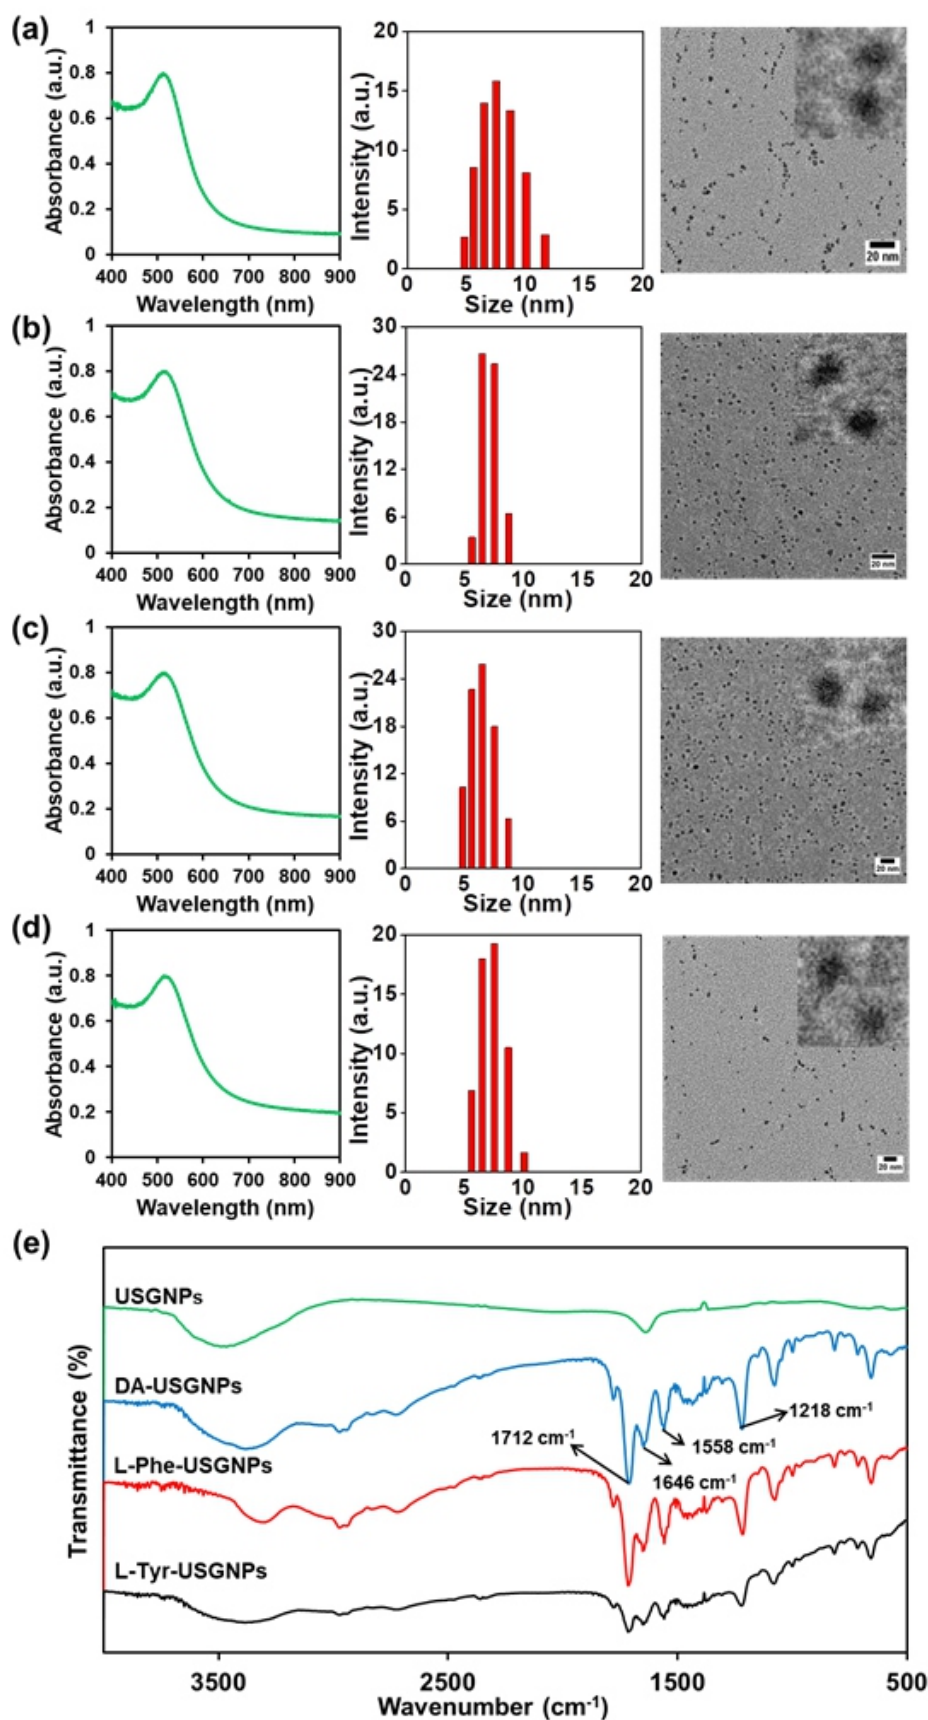 (a)
1
0.8
0.6
0.4
0.2
0
Absorbance (a.u.)
400 500 600 700 800 900
Wavelength (nm)
20
15
10
5
0
Intensity (a.u.)
0 5 10 15 20
Size (nm)
20 nm
(b)
1
0.8
0.6
0.4
0.2
0
Absorbance (a.u.)
400 500 600 700 800 900
Wavelength (nm)
30
24
18
12
6
0
Intensity (a.u.)
0 5 10 15 20
Size (nm)
20 nm
(c)
1
0.8
0.6
0.4
0.2
0
Absorbance (a.u.)
400 500 600 700 800 900
Wavelength (nm)
30
24
18
12
6
0
Intensity (a.u.)
0 5 10 15 20
Size (nm)
20 nm
(d)
1
0.8
0.6
0.4
0.2
0
Absorbance (a.u.)
400 500 600 700 800 900
Wavelength (nm)
20
15
10
5
0
Intensity (a.u.)
0 5 10 15 20
Size (nm)
20 nm
(e)
Transmittance (%)
USGNPs
DA-USGNPs
1218 cm⁻¹
1712 cm⁻¹
1558 cm⁻¹
L-Phe-USGNPs
1646 cm⁻¹
L-Tyr-USGNPs
3500 2500 1500 500
Wavenumber (cm⁻¹)